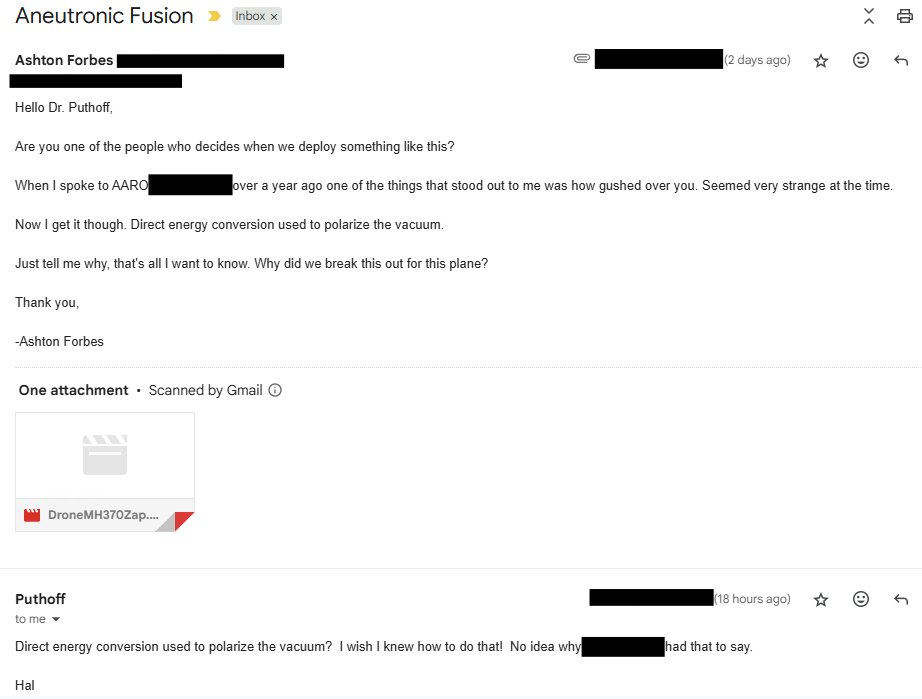 Aneutronic Fusion Inbox ×
Ashton Forbes (2 days ago)
Hello Dr. Puthoff,
Are you one of the people who decides when we deploy something like this?
When I spoke to AARO over a year ago one of the things that stood out to me was how gushed over you. Seemed very strange at the time.
Now I get it though. Direct energy conversion used to polarize the vacuum.
Just tell me why, that's all I want to know. Why did we break this out for this plane?
Thank you,
-Ashton Forbes
One attachment • Scanned by Gmail
DroneMH370Zap....
Puthoff (18 hours ago)
to me
Direct energy conversion used to polarize the vacuum? I wish I knew how to do that! No idea why had that to say.
Hal